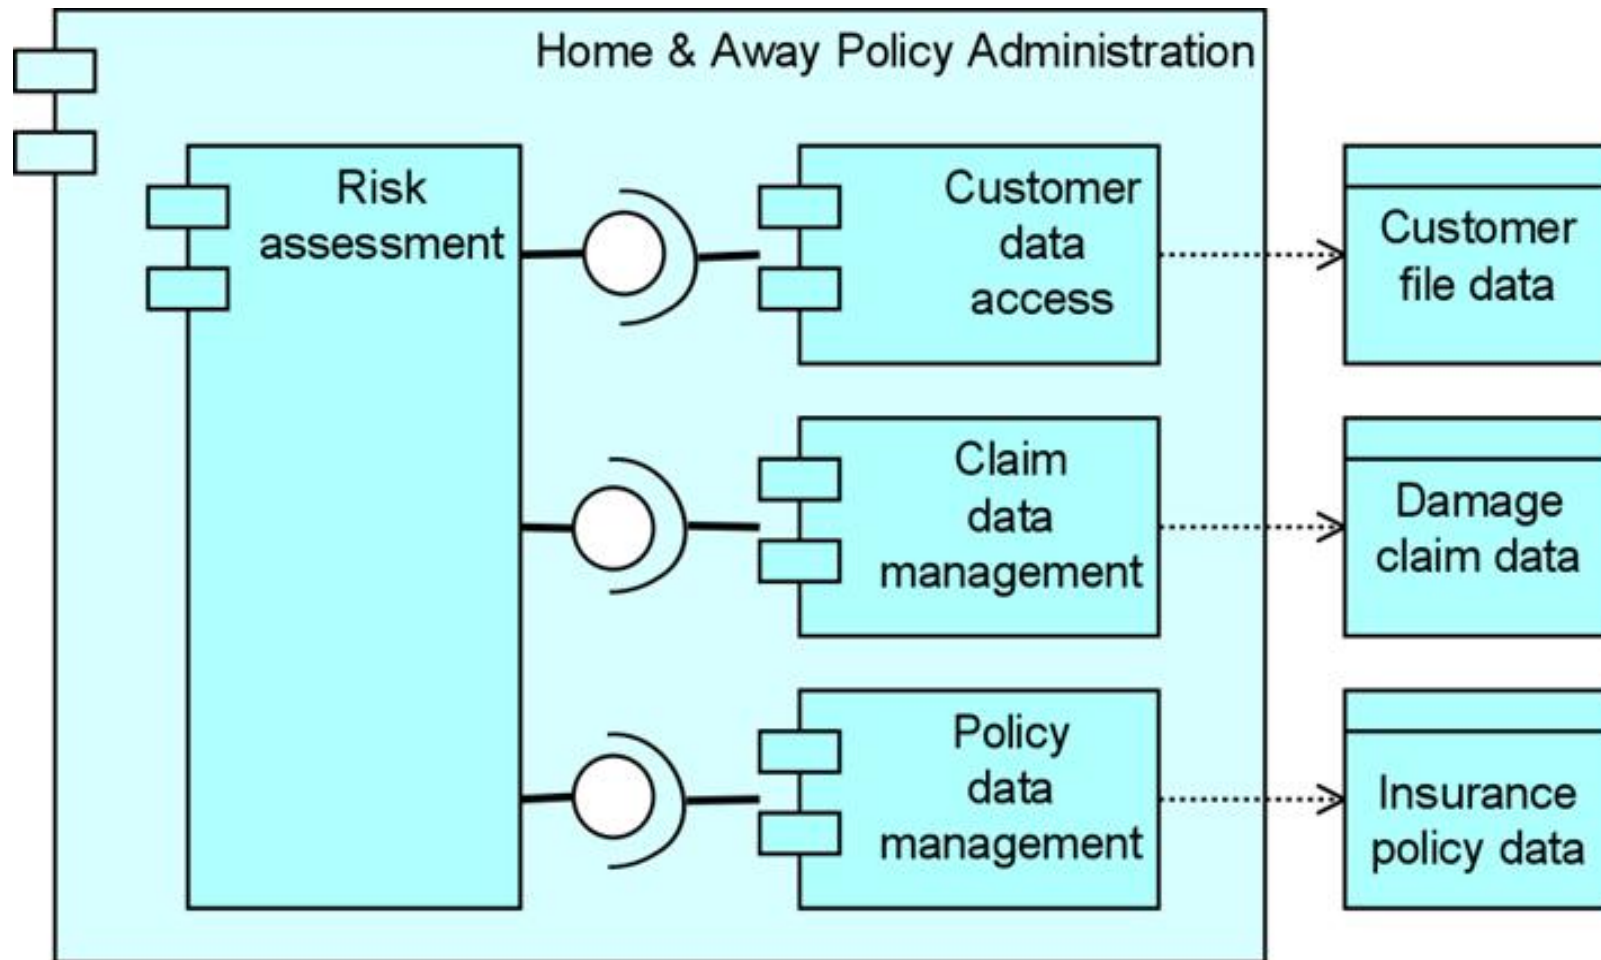 Home & Away Policy Administration
Risk
assessment
Customer
data
access
Customer
file data
Claim
data
management
Damage
claim data
Policy
data
management
Insurance
policy data